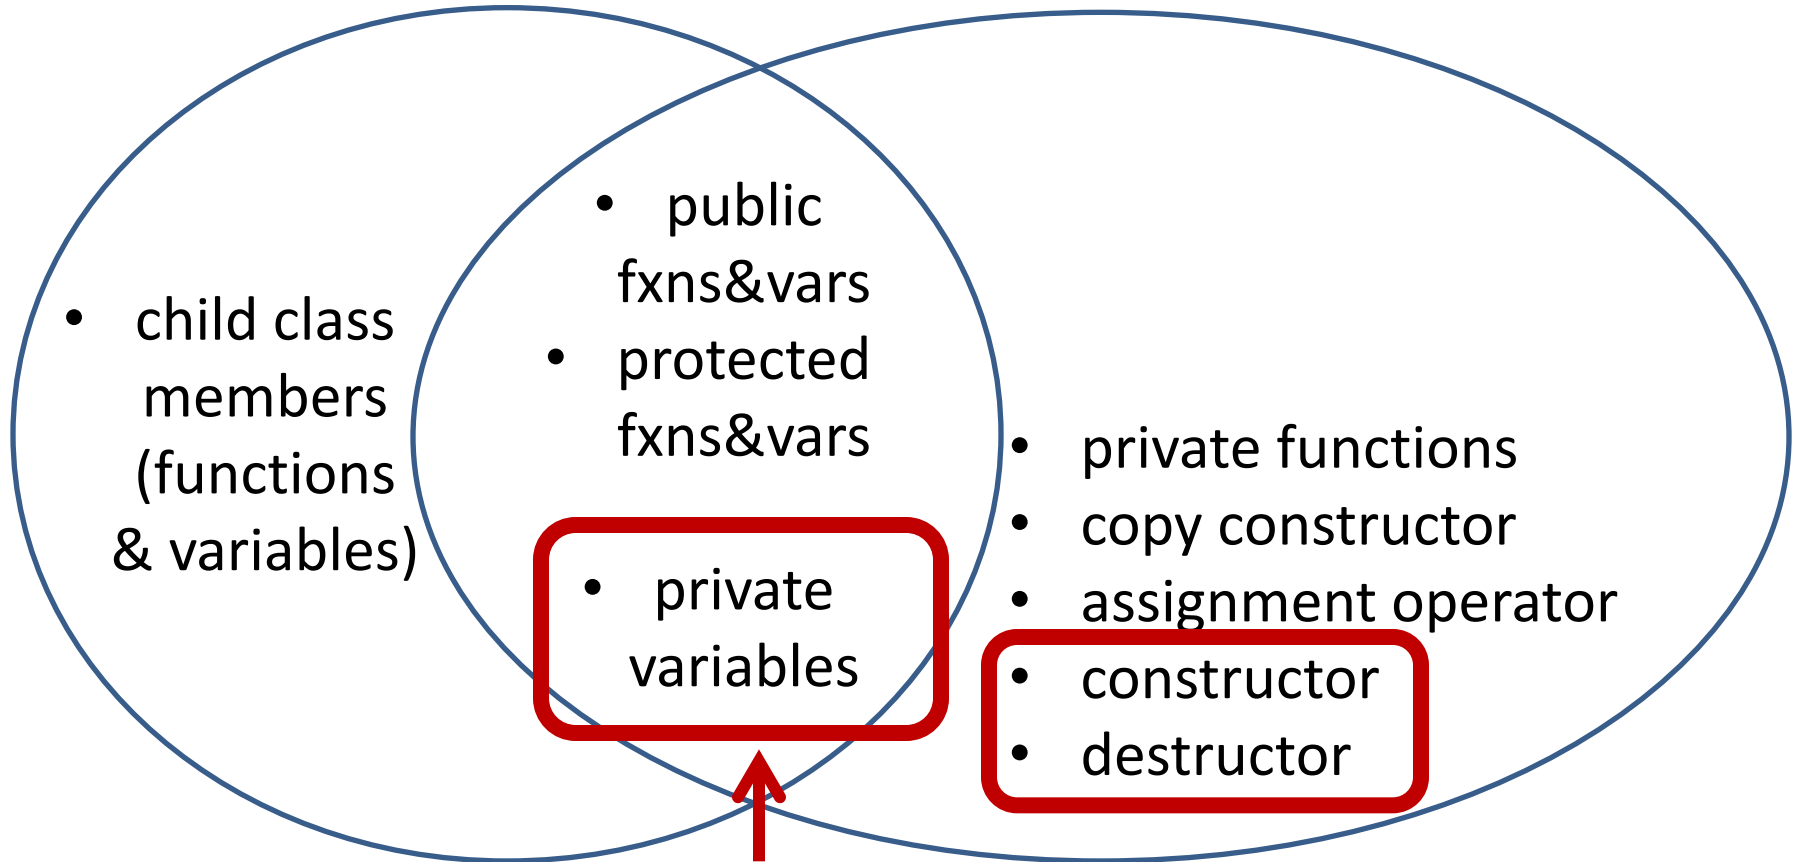 • child class
members
(functions
& variables)
• public
fxns&vars
• protected
fxns&vars
• private
variables
• private functions
• copy constructor
• assignment operator
• constructor
• destructor